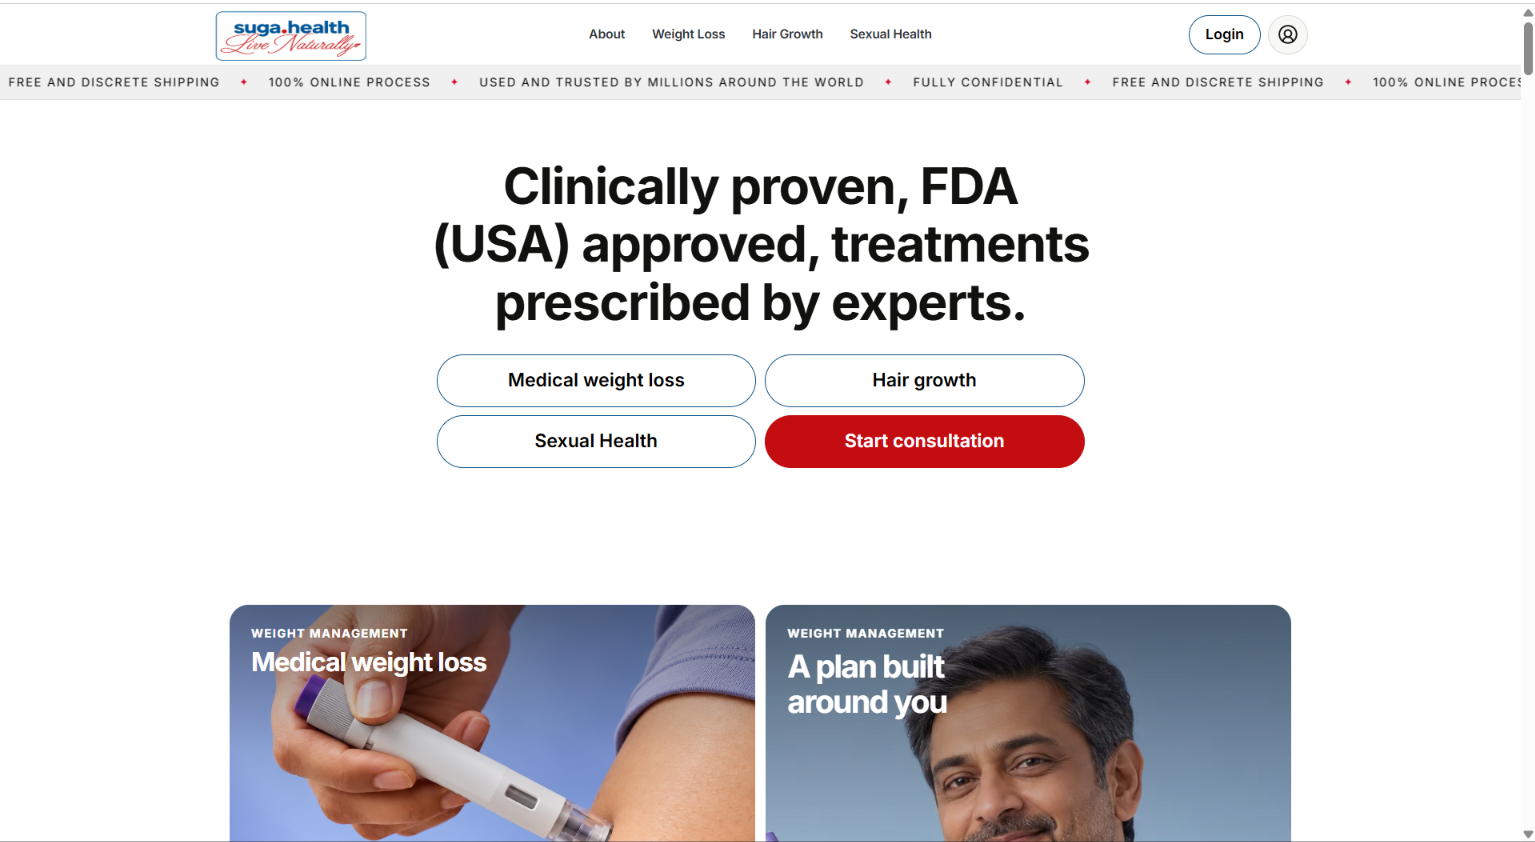 suga.health
Live Naturally
About
Weight Loss
Hair Growth
Sexual Health
Login
FREE AND DISCRETE SHIPPING ✦ 100% ONLINE PROCESS ✦ USED AND TRUSTED BY MILLIONS AROUND THE WORLD ✦ FULLY CONFIDENTIAL ✦ FREE AND DISCRETE SHIPPING ✦ 100% ONLINE PROCES
Clinically proven, FDA
(USA) approved, treatments
prescribed by experts.
Medical weight loss
Hair growth
Sexual Health
Start consultation
WEIGHT MANAGEMENT
Medical weight loss
WEIGHT MANAGEMENT
A plan built
around you